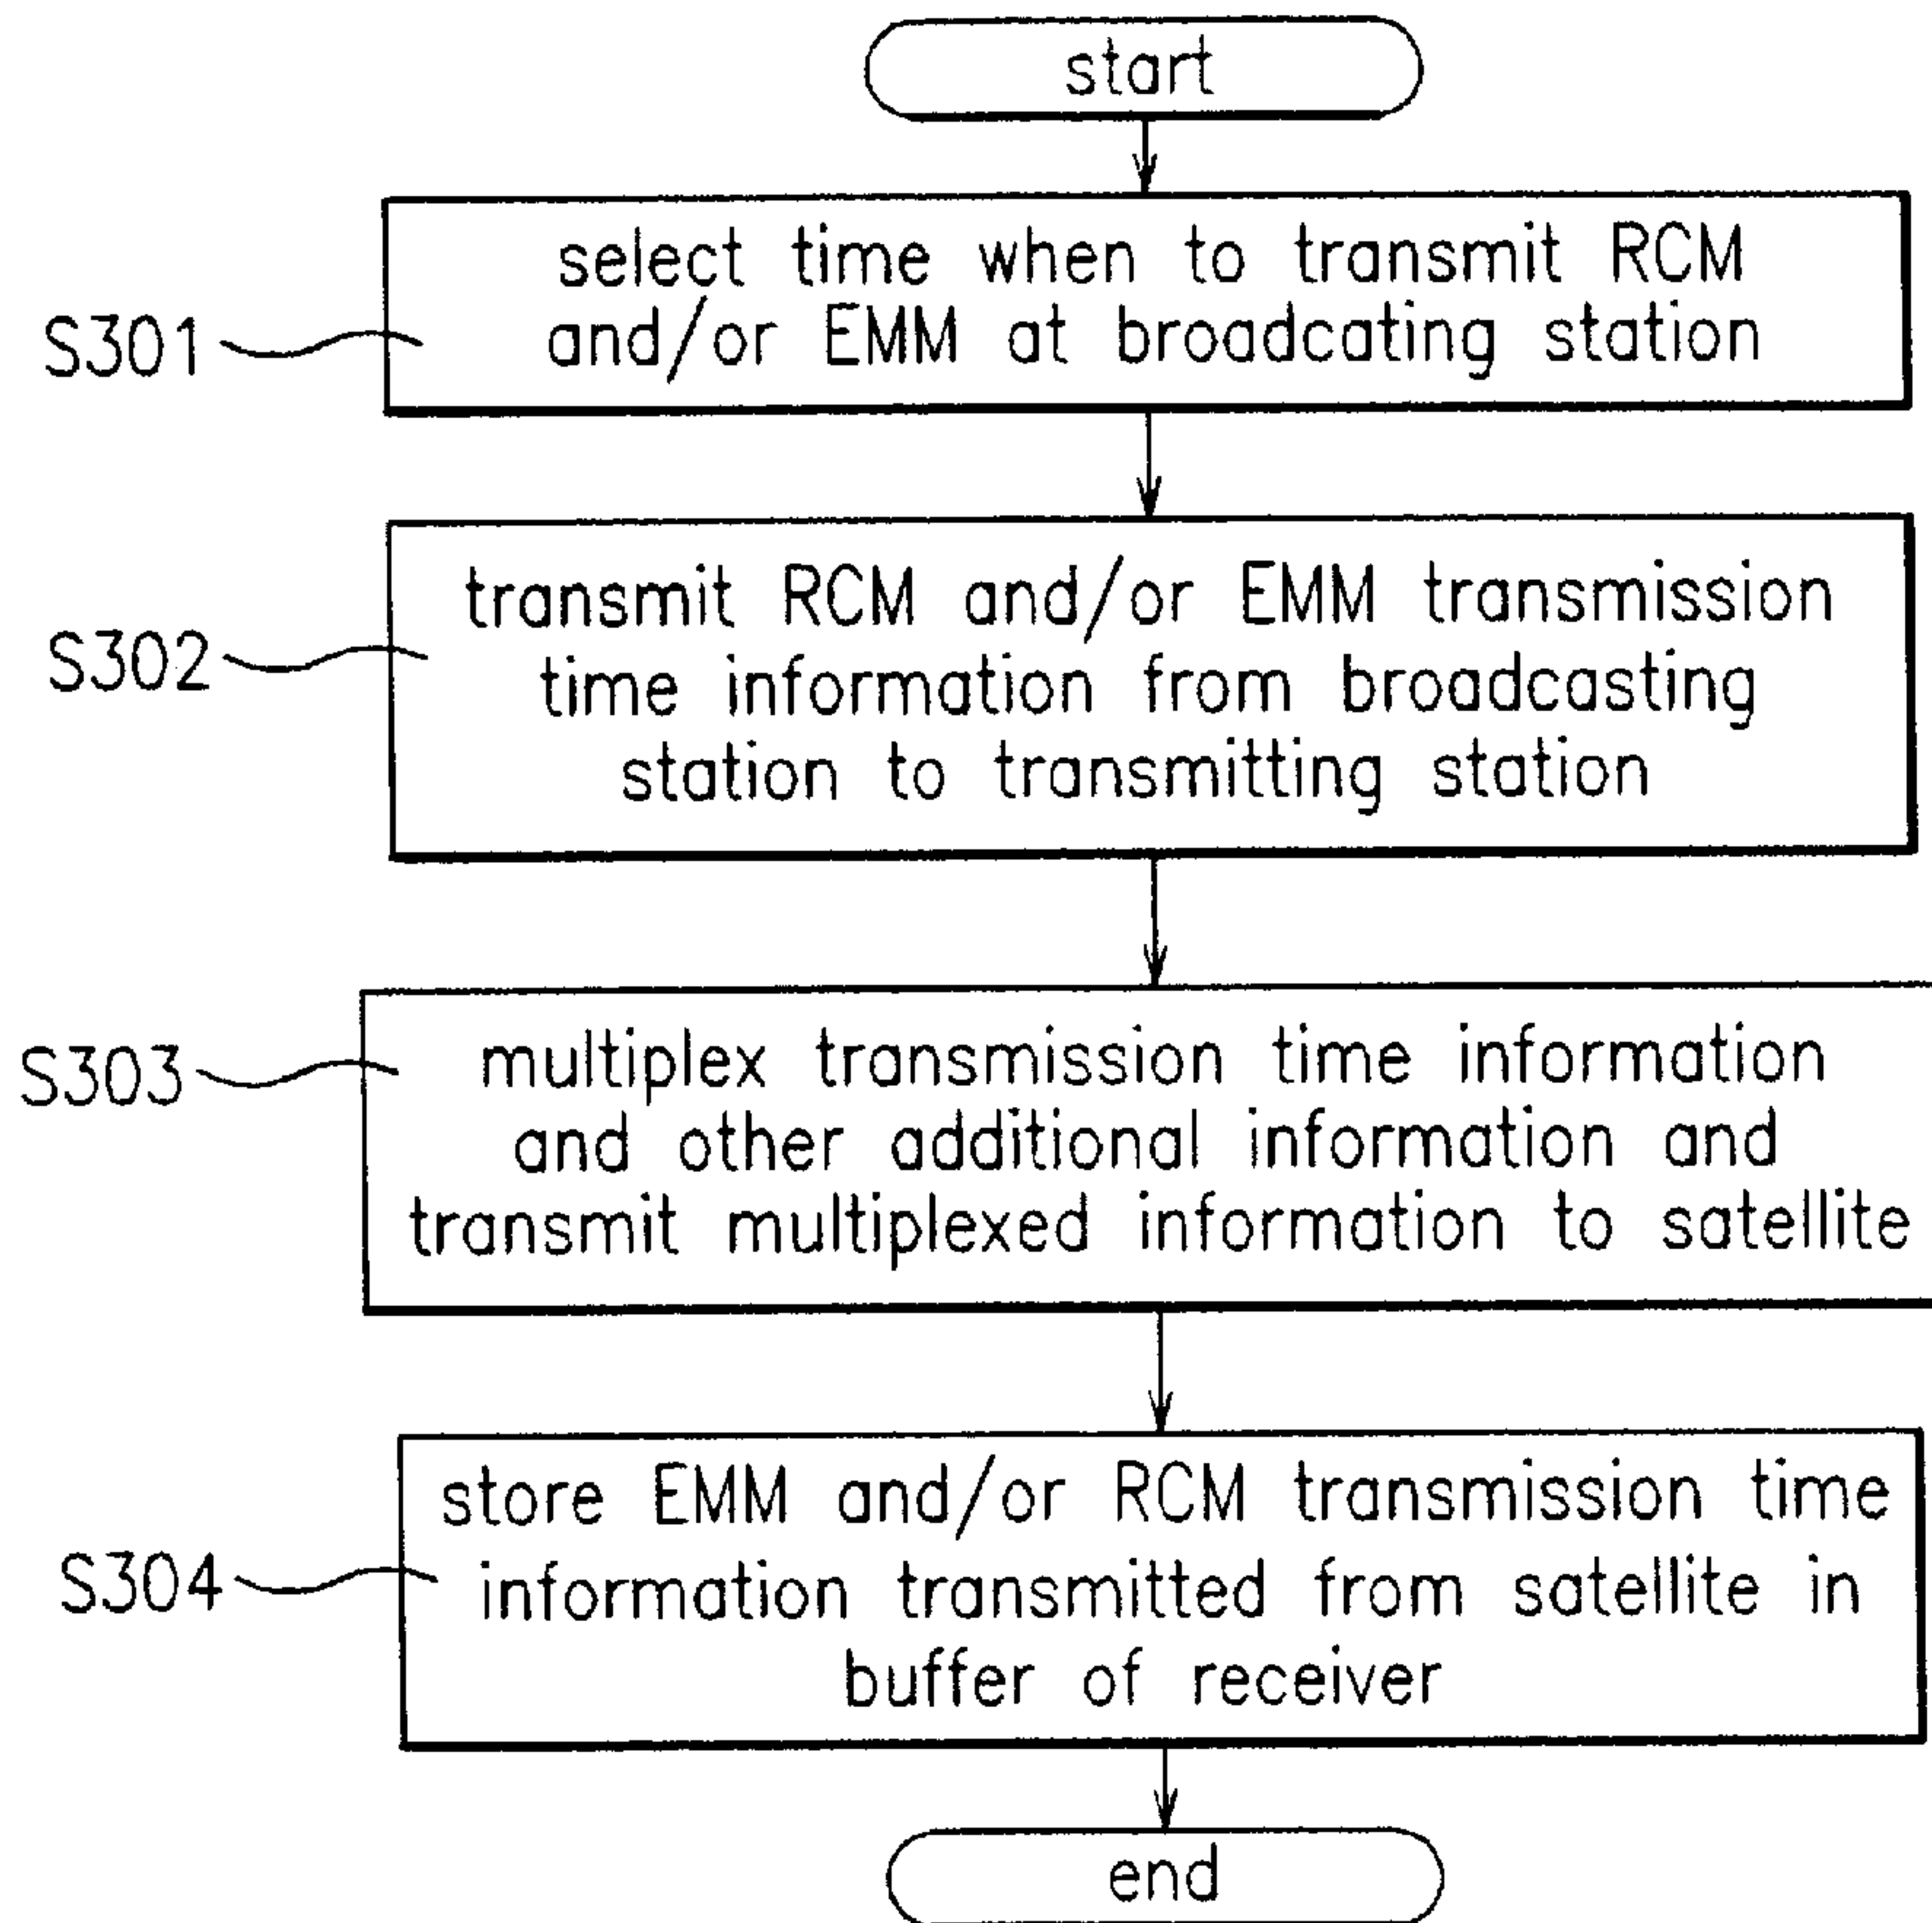 start
select time when to transmit RCM
and/or EMM at broadcating station
S301
transmit RCM and/or EMM transmission
time information from broadcasting
station to transmitting station
S302
multiplex transmission time information
and other additional information and
transmit multiplexed information to satellite
S303
store EMM and/or RCM transmission time
information transmitted from satellite in
buffer of receiver
S304
end